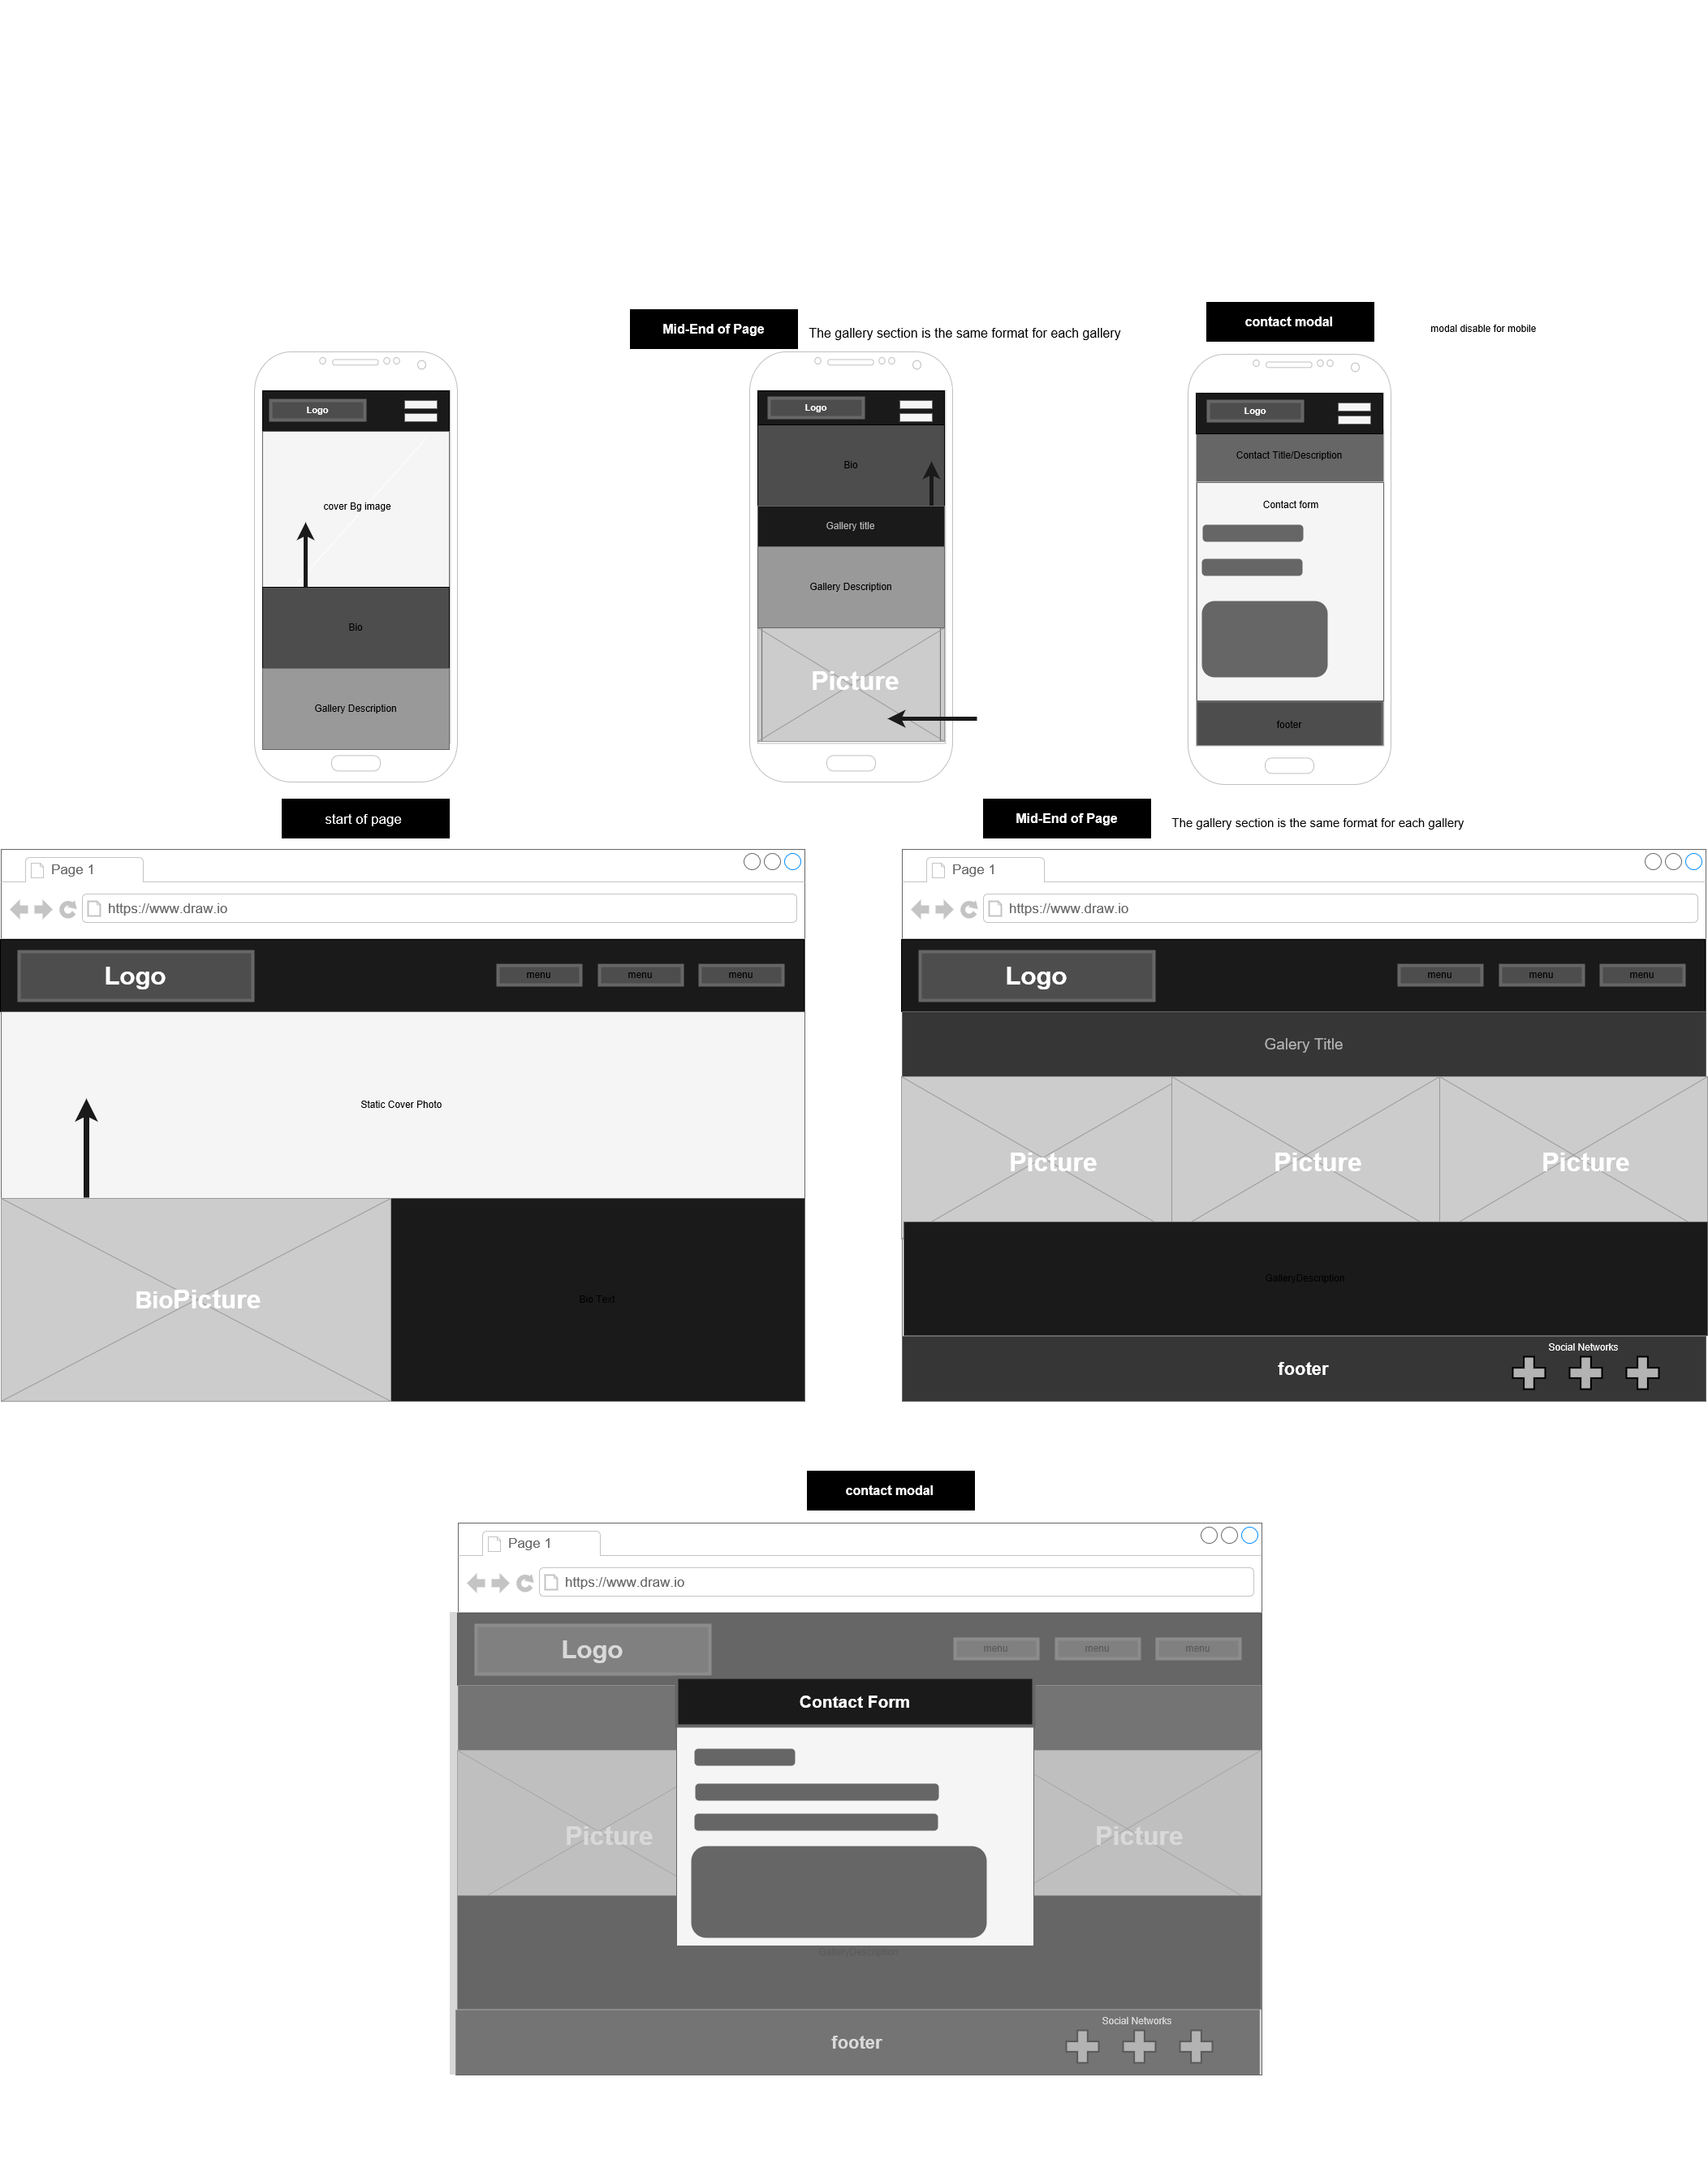 Mid-End of Page
The gallery section is the same format for each gallery
contact modal
modal disable for mobile
Logo
cover Bg image
Bio
Gallery Description
Logo
Bio
Gallery title
Gallery Description
Picture
Logo
Contact Title/Description
Contact form
footer
start of page
Mid-End of Page
The gallery section is the same format for each gallery
Page 1
https://www.draw.io
Logo
menu
menu
menu
Static Cover Photo
BioPicture
Bio Text
Page 1
https://www.draw.io
Logo
menu
menu
menu
Galery Title
Picture
Picture
Picture
GalleryDescription
footer
Social Networks
contact modal
Page 1
https://www.draw.io
Logo
menu
menu
menu
Contact Form
Picture
Picture
GalleryDescription
footer
Social Networks